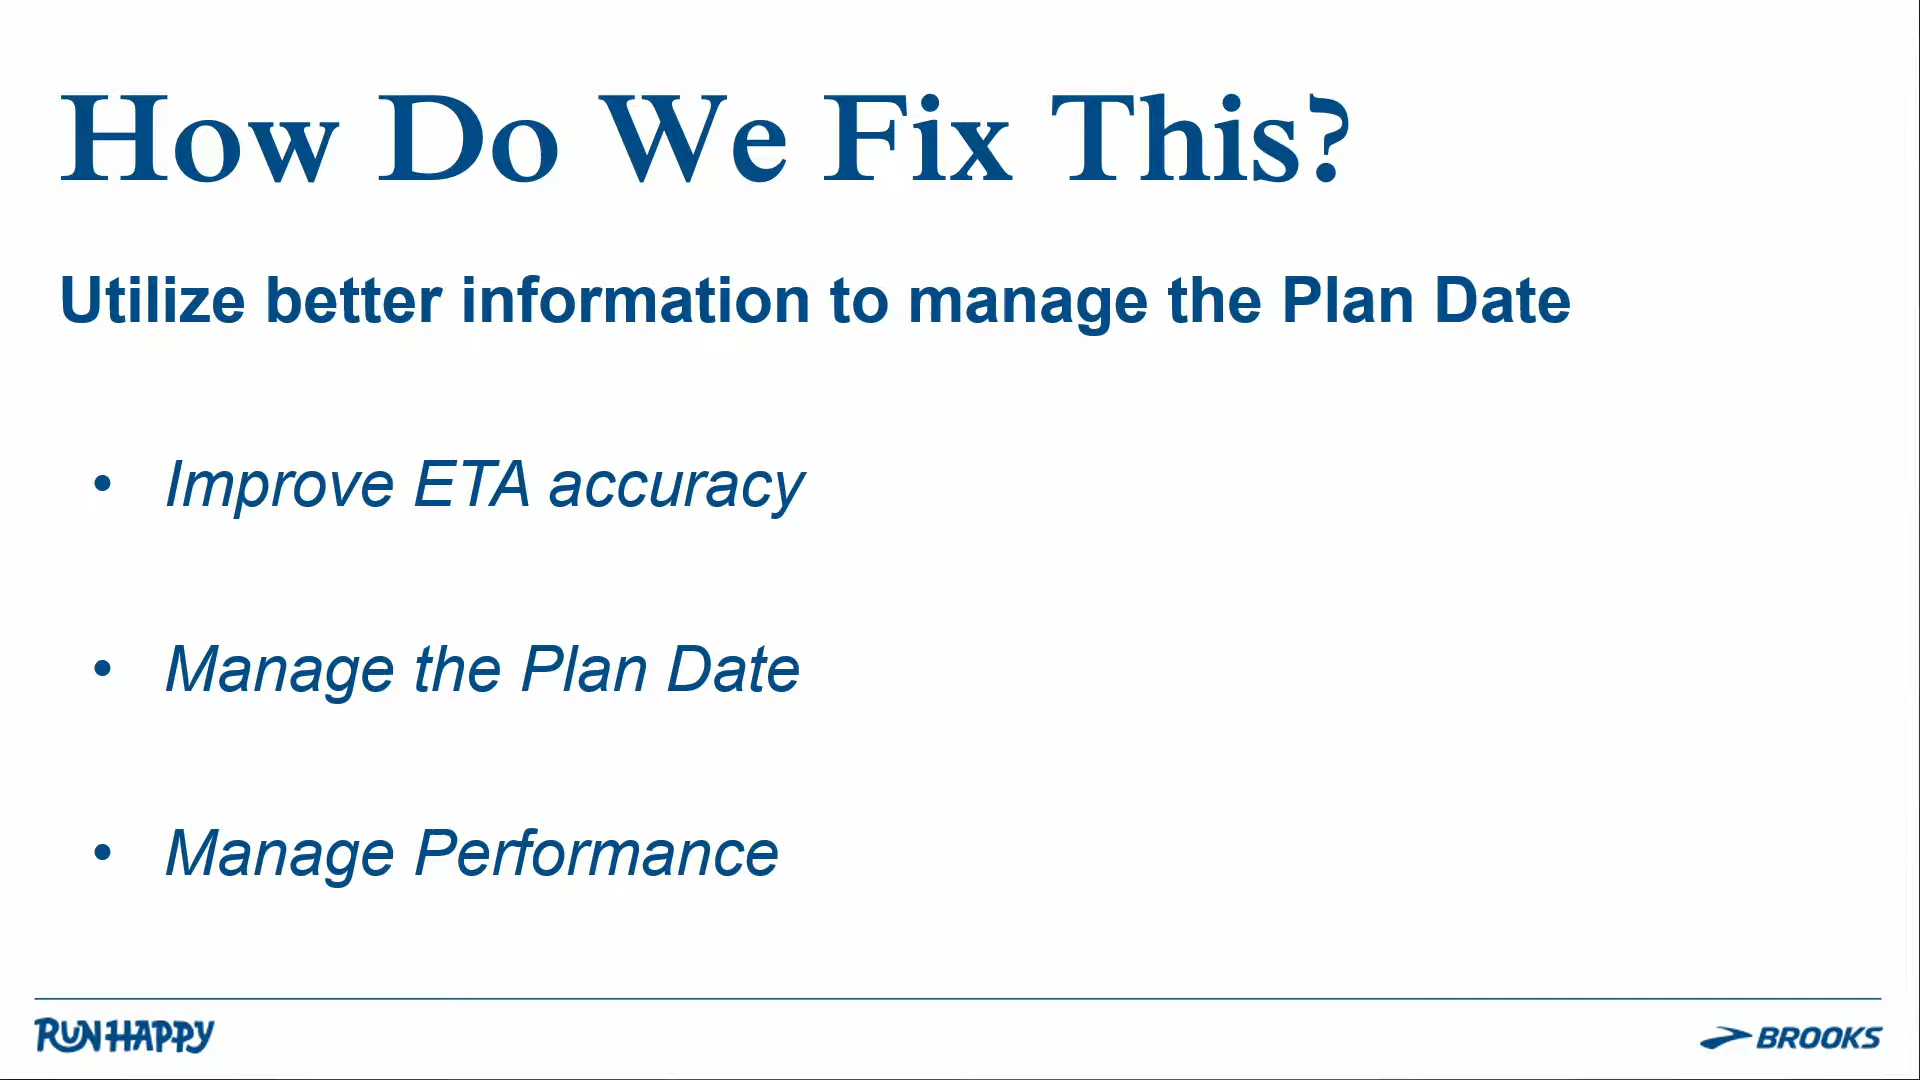 How Do We Fix This?
Utilize better information to manage the Plan Date
• Improve ETA accuracy
• Manage the Plan Date
• Manage Performance
RUN HAPPY
BROOKS